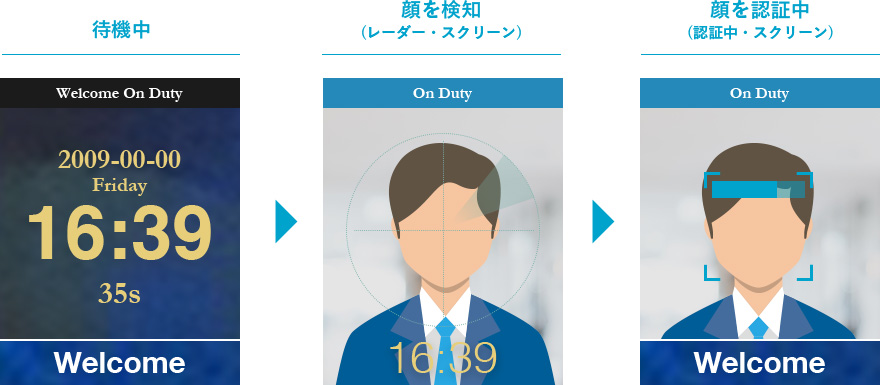 待機中
Welcome On Duty
2009-00-00
Friday
16:39
35s
Welcome
顔を検知
(レーダー・スクリーン)
On Duty
16:39
顔を認証中
(認証中・スクリーン)
On Duty
Welcome